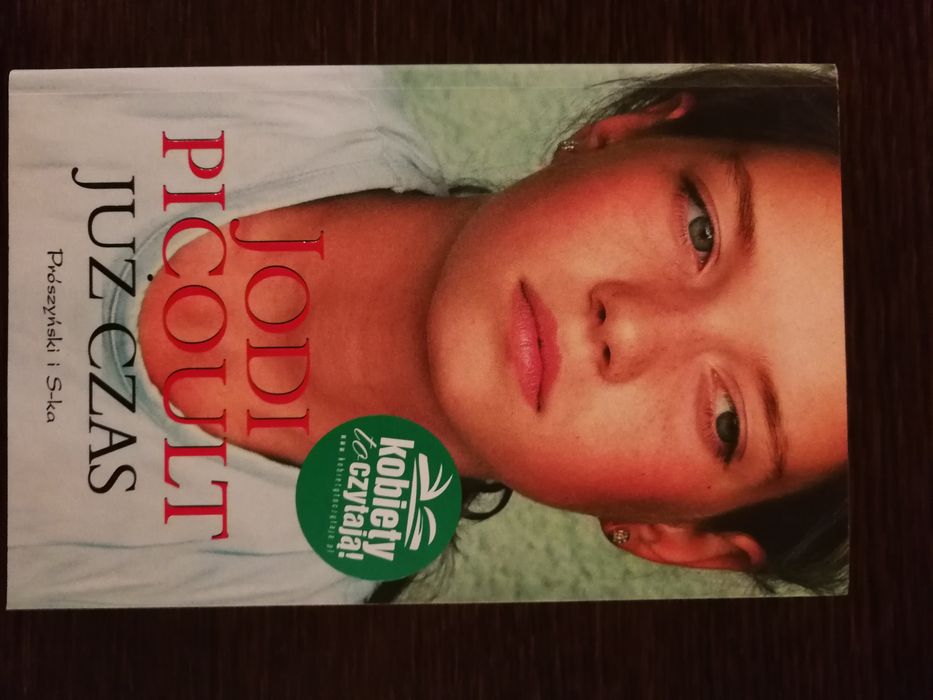 JODI
PICOULT
JUŻ CZAS
Prószyński i S-ka
kobiety
to czytają!
www.kobietytoczytaja.pl